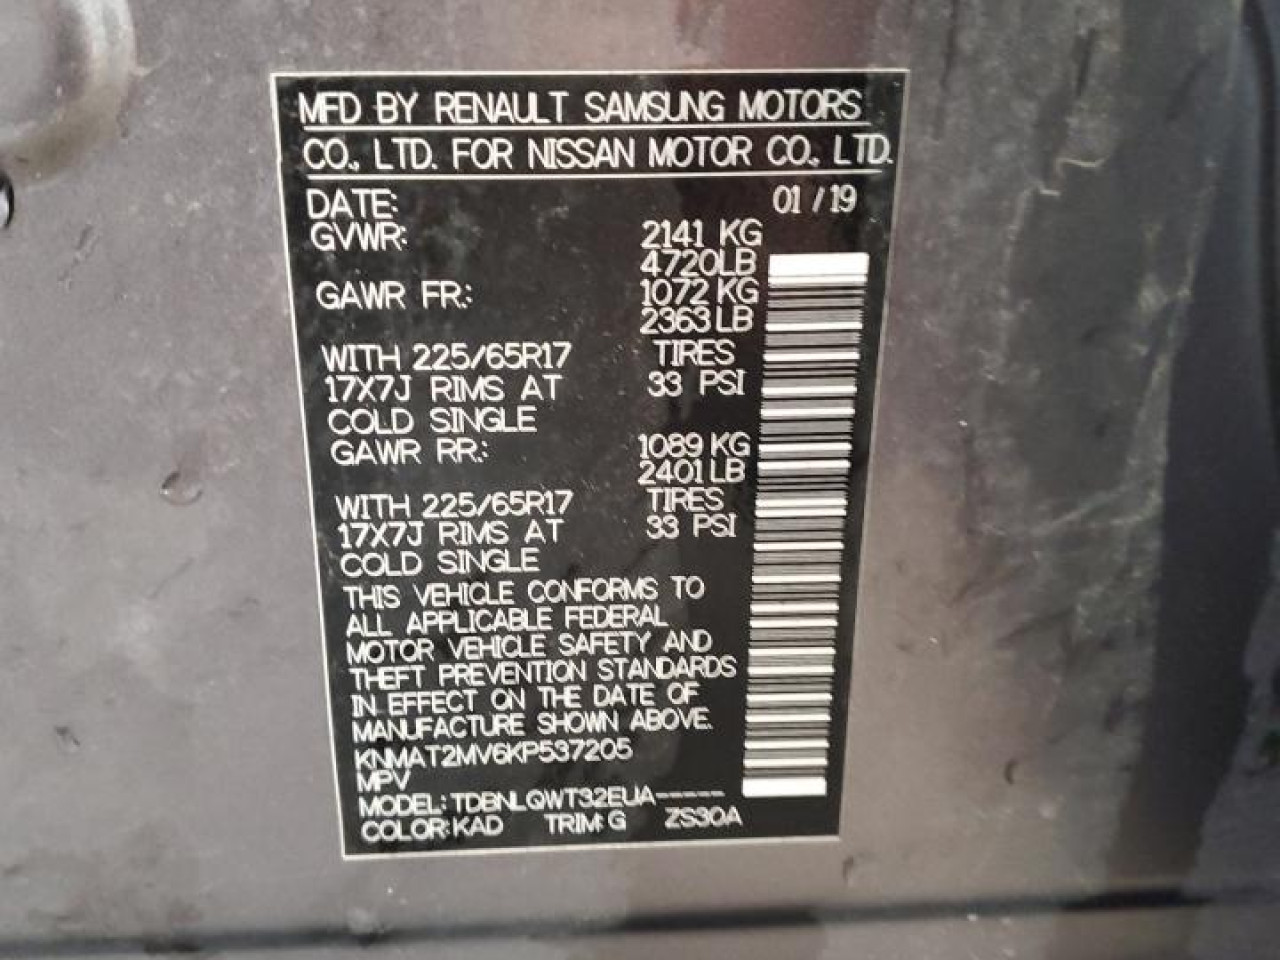 MFD BY RENAULT SAMSUNG MOTORS
CO., LTD. FOR NISSAN MOTOR CO., LTD.
DATE: 01 / 19
GVWR: 2141 KG
4720LB
GAWR FR.: 1072 KG
2363 LB
WITH 225/65R17 TIRES
17X7J RIMS AT 33 PSI
COLD SINGLE
GAWR RR.: 1089 KG
2401 LB
WITH 225/65R17 TIRES
17X7J RIMS AT 33 PSI
COLD SINGLE
THIS VEHICLE CONFORMS TO
ALL APPLICABLE FEDERAL
MOTOR VEHICLE SAFETY AND
THEFT PREVENTION STANDARDS
IN EFFECT ON THE DATE OF
MANUFACTURE SHOWN ABOVE.
KNMAT2MV6KP537205
MPV
MODEL: TDBNLQWT32EUA-----
COLOR: KAD TRIM: G ZS30A